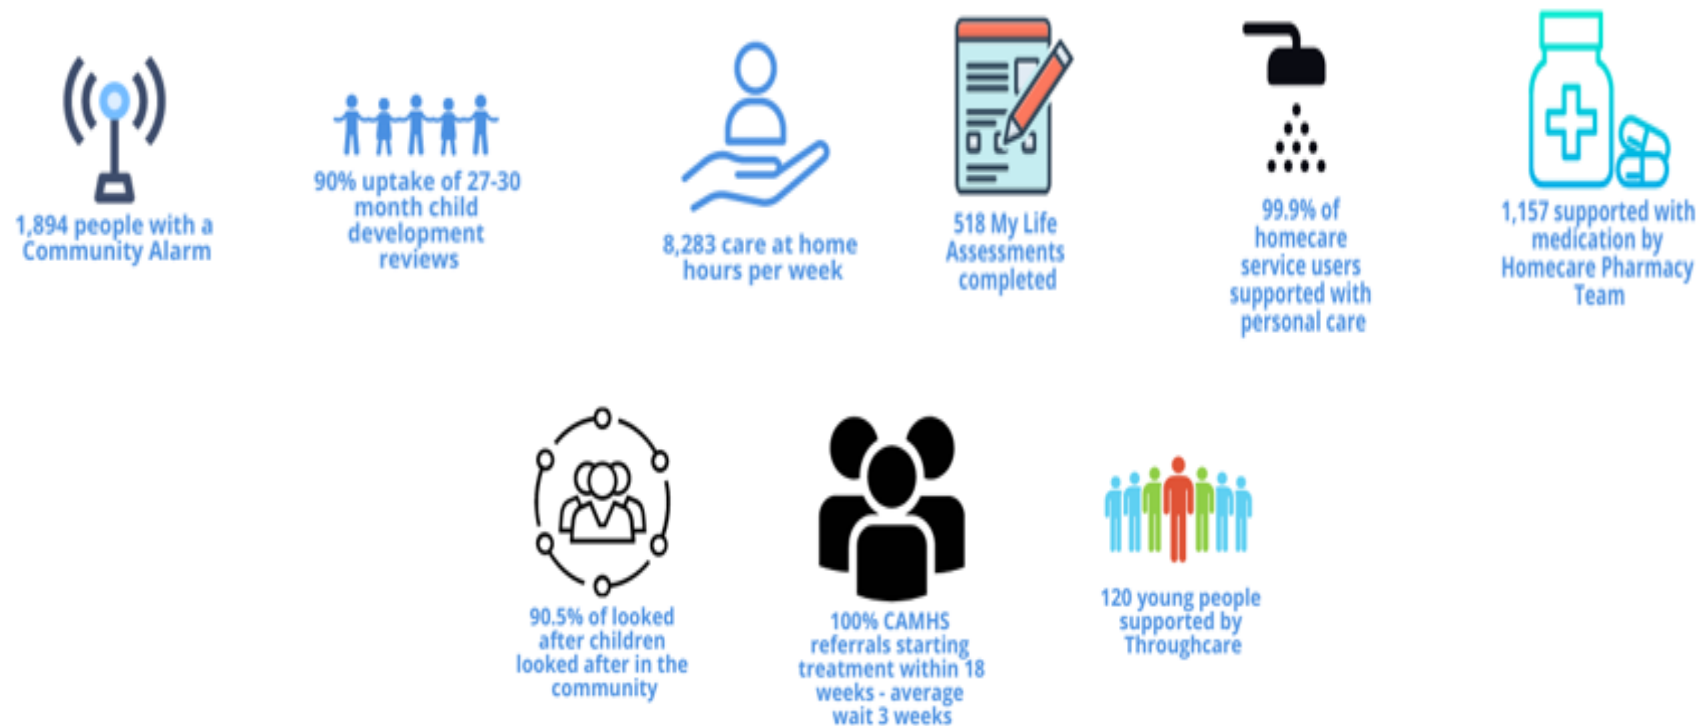 1,894 people with a
Community Alarm
90% uptake of 27-30
month child
development
reviews
8,283 care at home
hours per week
518 My Life
Assessments
completed
99.9% of
homecare
service users
supported with
personal care
1,157 supported with
medication by
Homecare Pharmacy
Team
90.5% of looked
after children
looked after in the
community
100% CAMHS
referrals starting
treatment within 18
weeks - average
wait 3 weeks
120 young people
supported by
Throughcare